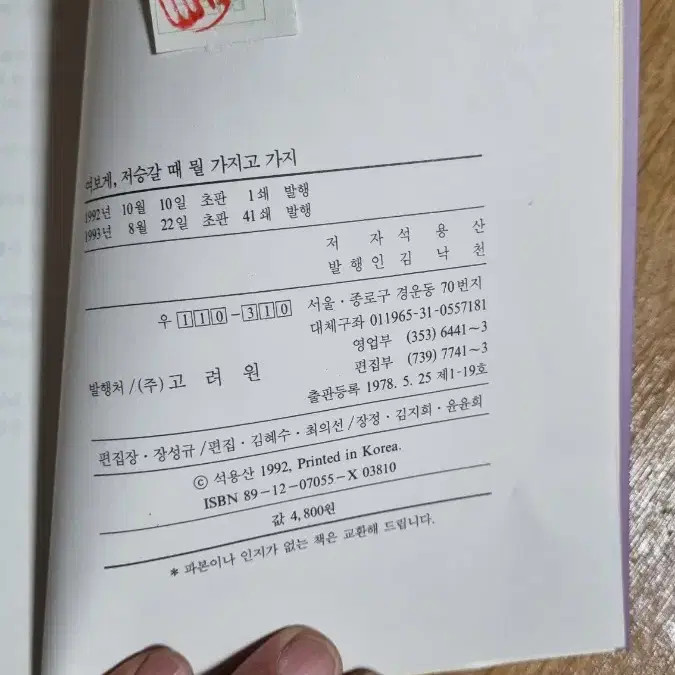 여보게, 저승갈 때 뭘 가지고 가지
1992년 10월 10일 초판 1쇄 발행
1993년 8월 22일 초판 41쇄 발행
저 자 석 용 산
발 행 인 김 낙 천
우 110-310
서울·종로구 경운동 70번지
대체구좌 011965-31-0557181
영업부 (353) 6441~3
편집부 (739) 7741~3
출판등록 1978. 5. 25 제1-19호
발행처/(주) 고 려 원
편집장·장성규/편집·김혜수·최의선/장정·김지희·윤윤희
ⓒ 석용산 1992, Printed in Korea.
ISBN 89-12-07055-X 03810
값 4,800원
* 파본이나 인지가 없는 책은 교환해 드립니다.